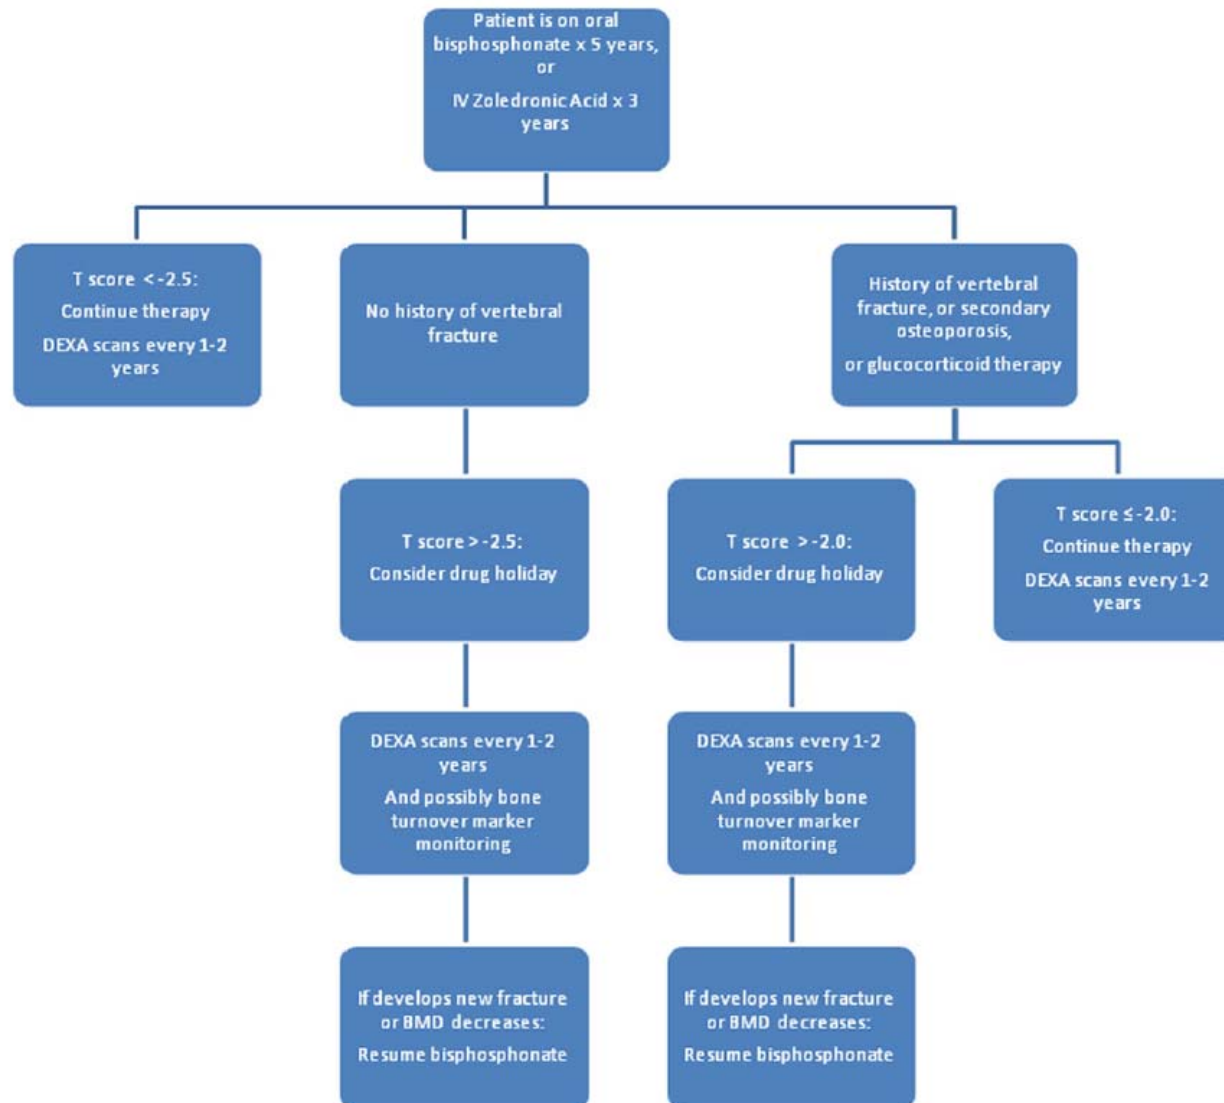 Patient is on oral
bisphosphonate x 5 years,
or
IV Zoledronic Acid x 3
years
T score < -2.5:
Continue therapy
DEXA scans every 1-2
years
No history of vertebral
fracture
History of vertebral
fracture, or secondary
osteoporosis,
or glucocorticoid therapy
T score > -2.5:
Consider drug holiday
T score > -2.0:
Consider drug holiday
T score ≤ -2.0:
Continue therapy
DEXA scans every 1-2
years
DEXA scans every 1-2
years
And possibly bone
turnover marker
monitoring
DEXA scans every 1-2
years
And possibly bone
turnover marker
monitoring
If develops new fracture
or BMD decreases:
Resume bisphosphonate
If develops new fracture
or BMD decreases:
Resume bisphosphonate